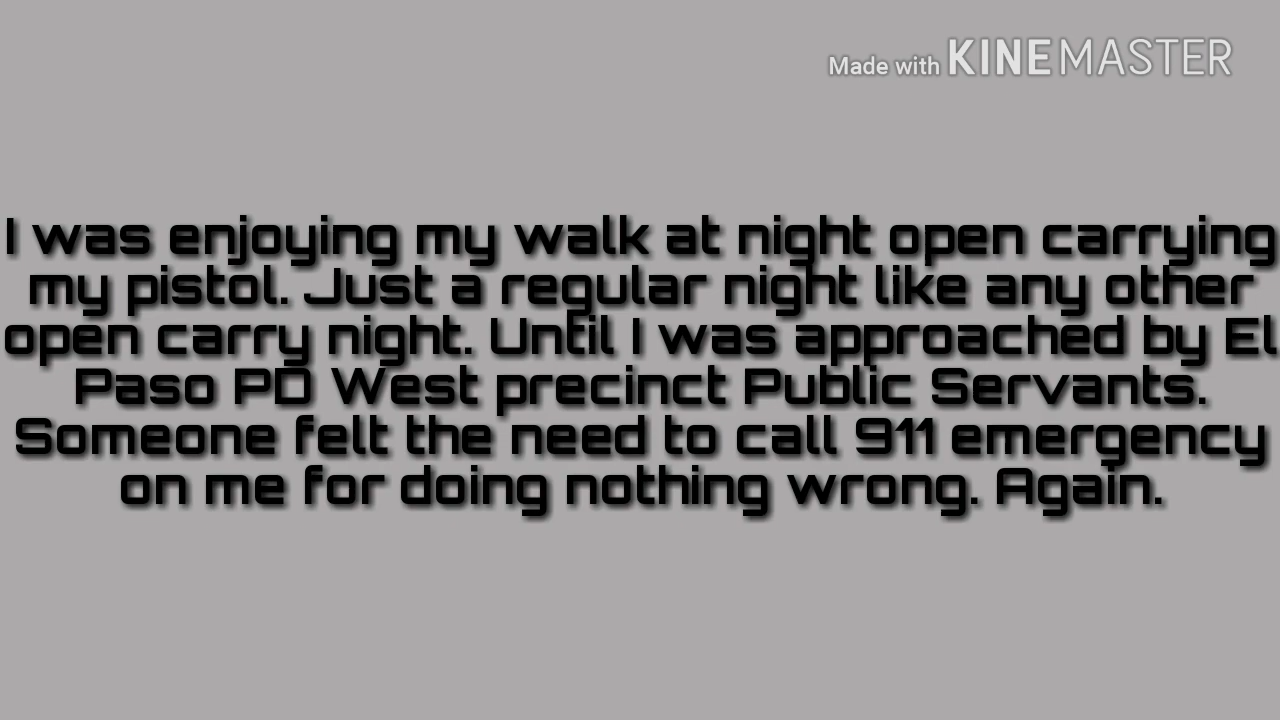 Made with KINEMASTER
I was enjoying my walk at night open carrying
my pistol. Just a regular night like any other
open carry night. Until I was approached by El
Paso PD West precinct Public Servants.
Someone felt the need to call 911 emergency
on me for doing nothing wrong. Again.